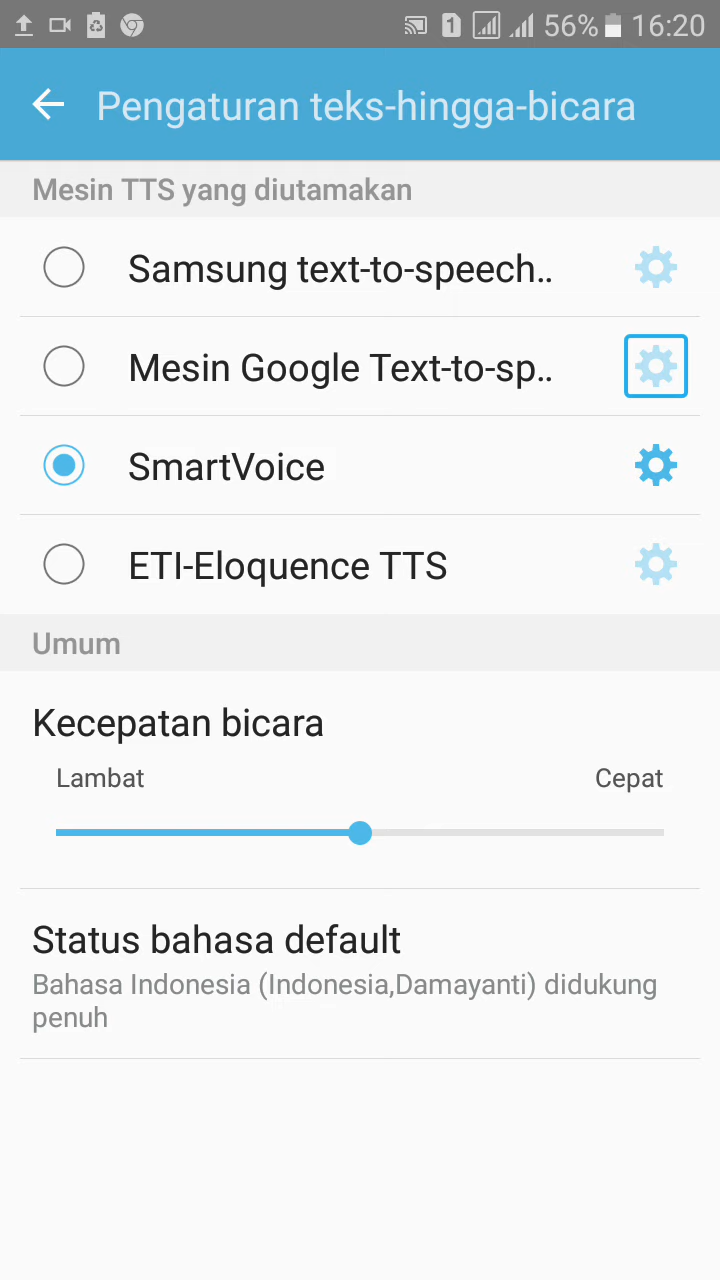 1 56% 16:20
Pengaturan teks-hingga-bicara
Mesin TTS yang diutamakan
Samsung text-to-speech..
Mesin Google Text-to-sp..
SmartVoice
ETI-Eloquence TTS
Umum
Kecepatan bicara
Lambat Cepat
Status bahasa default
Bahasa Indonesia (Indonesia,Damayanti) didukung
penuh